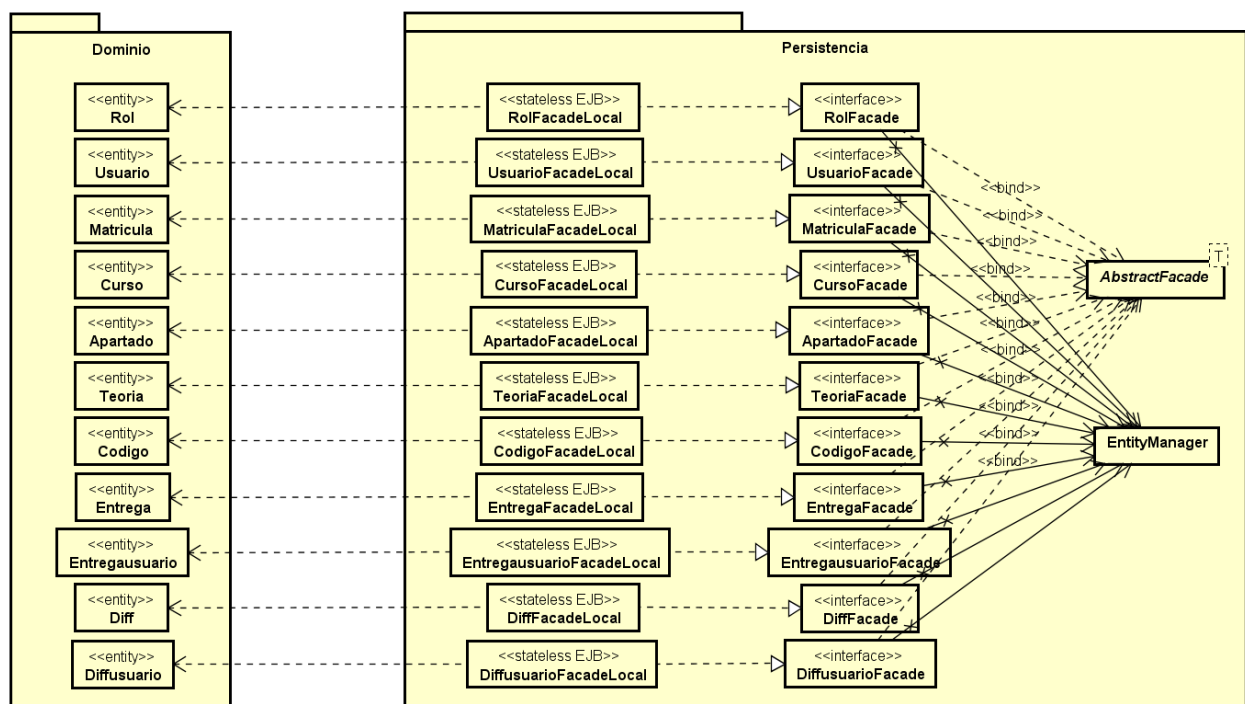 Dominio
Persistencia
<<entity>>
Rol
<<stateless EJB>>
RolFacadeLocal
<<interface>>
RolFacade
<<entity>>
Usuario
<<stateless EJB>>
UsuarioFacadeLocal
<<interface>>
UsuarioFacade
<<bind>>
<<entity>>
Matricula
<<stateless EJB>>
MatriculaFacadeLocal
<<interface>>
MatriculaFacade
<<bind>>
<<bind>>
<<entity>>
Curso
<<stateless EJB>>
CursoFacadeLocal
<<interface>>
CursoFacade
<<bind>>
T
AbstractFacade
<<entity>>
Apartado
<<stateless EJB>>
ApartadoFacadeLocal
<<interface>>
ApartadoFacade
<<bind>>
<<bind>>
<<entity>>
Teoria
<<stateless EJB>>
TeoriaFacadeLocal
<<interface>>
TeoriaFacade
<<bind>>
<<bind>>
<<entity>>
Codigo
<<stateless EJB>>
CodigoFacadeLocal
<<interface>>
CodigoFacade
<<bind>>
<<bind>>
EntityManager
<<entity>>
Entrega
<<stateless EJB>>
EntregaFacadeLocal
<<interface>>
EntregaFacade
<<entity>>
Entregausuario
<<stateless EJB>>
EntregausuarioFacadeLocal
<<interface>>
EntregausuarioFacade
<<entity>>
Diff
<<stateless EJB>>
DiffFacadeLocal
<<interface>>
DiffFacade
<<entity>>
Diffusuario
<<stateless EJB>>
DiffusuarioFacadeLocal
<<interface>>
DiffusuarioFacade